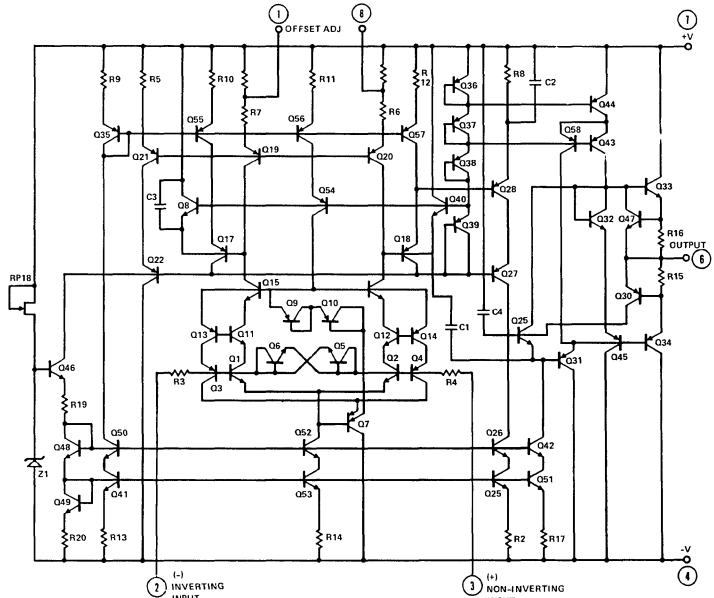 1 OFFSET ADJ 8 7
+V
R9 R5 R10 R11 R 12 Q36 R8 C2
Q44
R7 R6 Q37
Q35 Q55 Q56 Q57 Q58 Q43
Q21 Q19 Q20 Q38
Q28 Q33
C3 Q8 Q54 Q40 Q32 Q47
Q39 R16
Q22 Q17 Q18 OUTPUT
6
RP18 Q15 Q27 R15
Q9 Q10 Q30
Q13 Q11 Q12 Q14 C1 C4 Q25
Q6 Q5 Q45 Q34
Q46 Q1 Q2 Q4 Q31
R3 Q3 R4
R19 Q7
Q48 Q50 Q52 Q26 Q42
Z1
Q49 Q41 Q53 Q25 Q51
R20 R13 R14 R2 R17
-V
2 (-) 3 (+) 4
INVERTING NON-INVERTING
INPUT